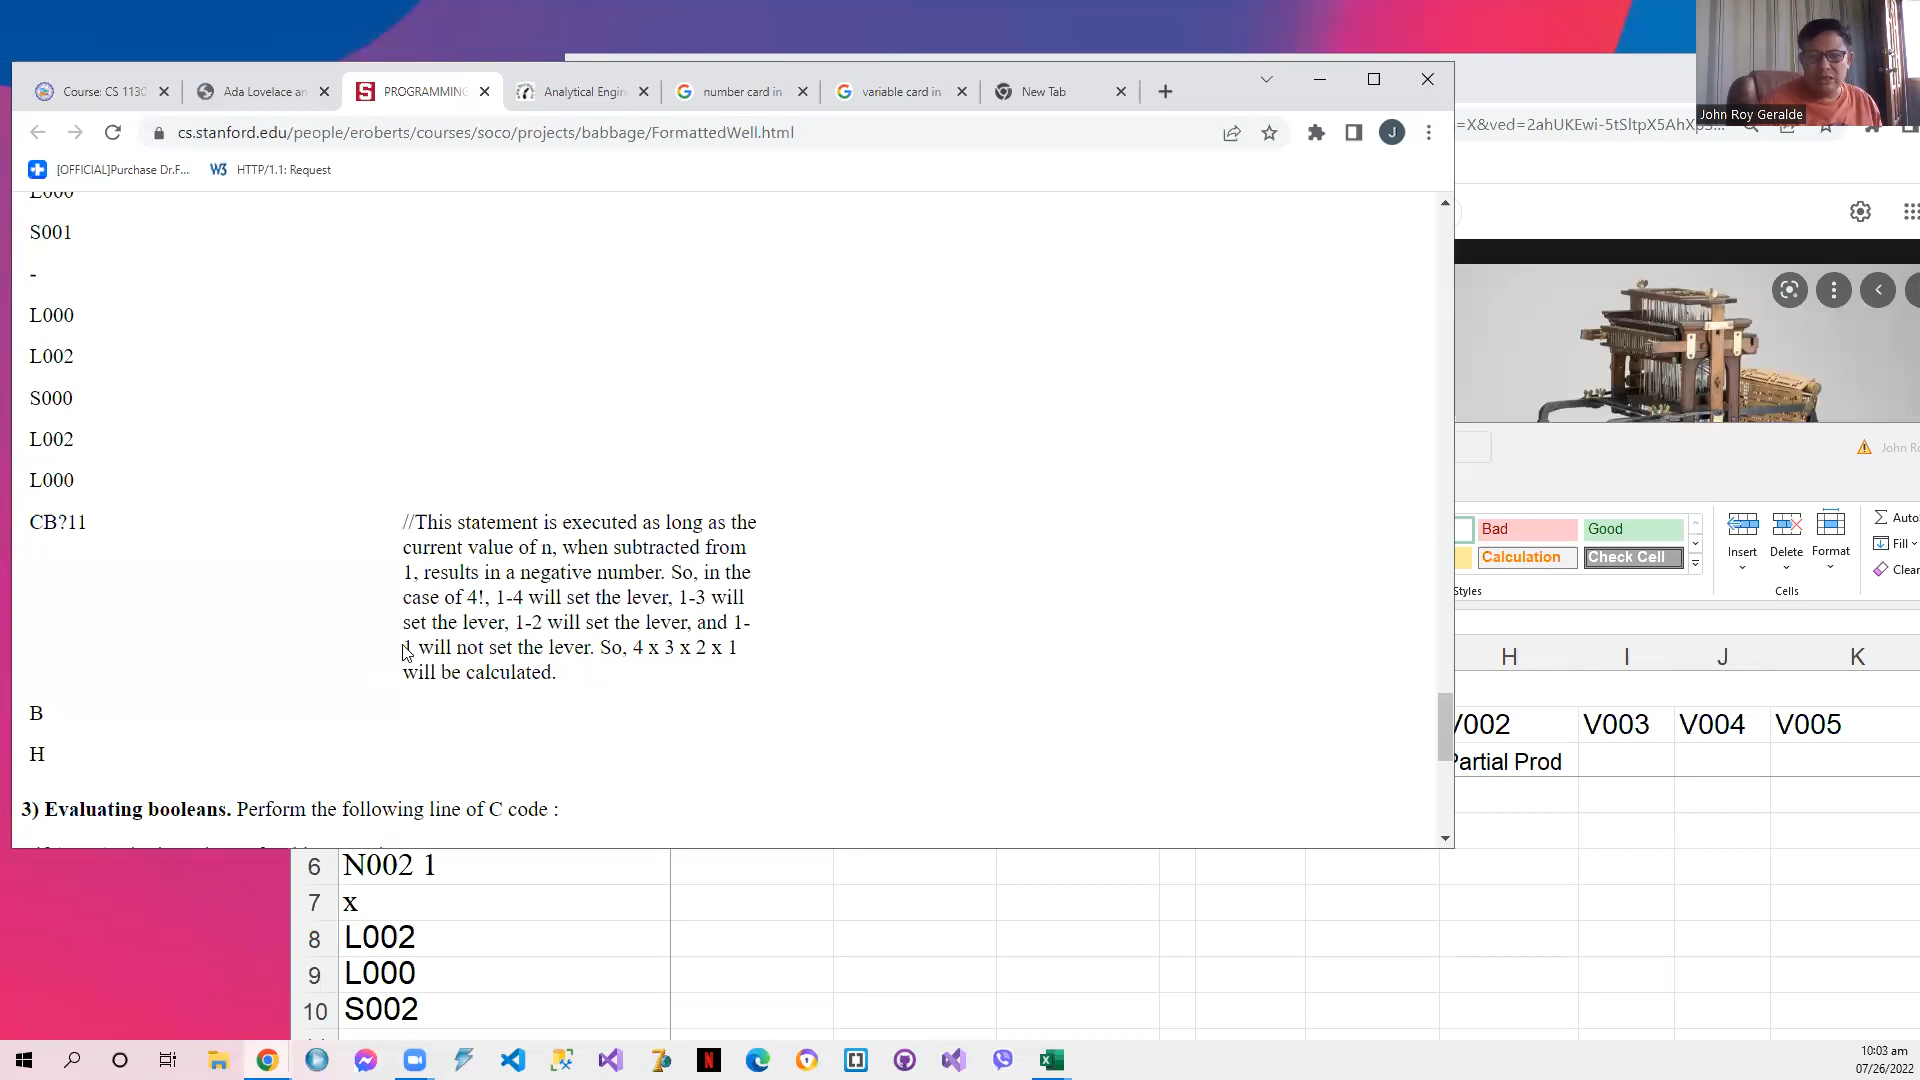 Course: CS 1130
Ada Lovelace an
PROGRAMMING
Analytical Engin
number card in
variable card in
New Tab
John Roy Geralde
cs.stanford.edu/people/eroberts/courses/soco/projects/babbage/FormattedWell.html
J
[OFFICIAL]Purchase Dr.F...
W3 HTTP/1.1: Request
L000
S001
-
L000
L002
S000
L002
L000
CB?11
//This statement is executed as long as the
current value of n, when subtracted from
1, results in a negative number. So, in the
case of 4!, 1-4 will set the lever, 1-3 will
set the lever, 1-2 will set the lever, and 1-
1 will not set the lever. So, 4 x 3 x 2 x 1
will be calculated.
B
H
3) Evaluating booleans. Perform the following line of C code :
John Ro
Bad
Good
Calculation
Check Cell
Insert
Delete
Format
Auto
Fill
Clear
Styles
Cells
H I J K
V002 V003 V004 V005
Partial Prod
6 N002 1
7 x
8 L002
9 L000
10 S002
10:03 am
07/26/2022